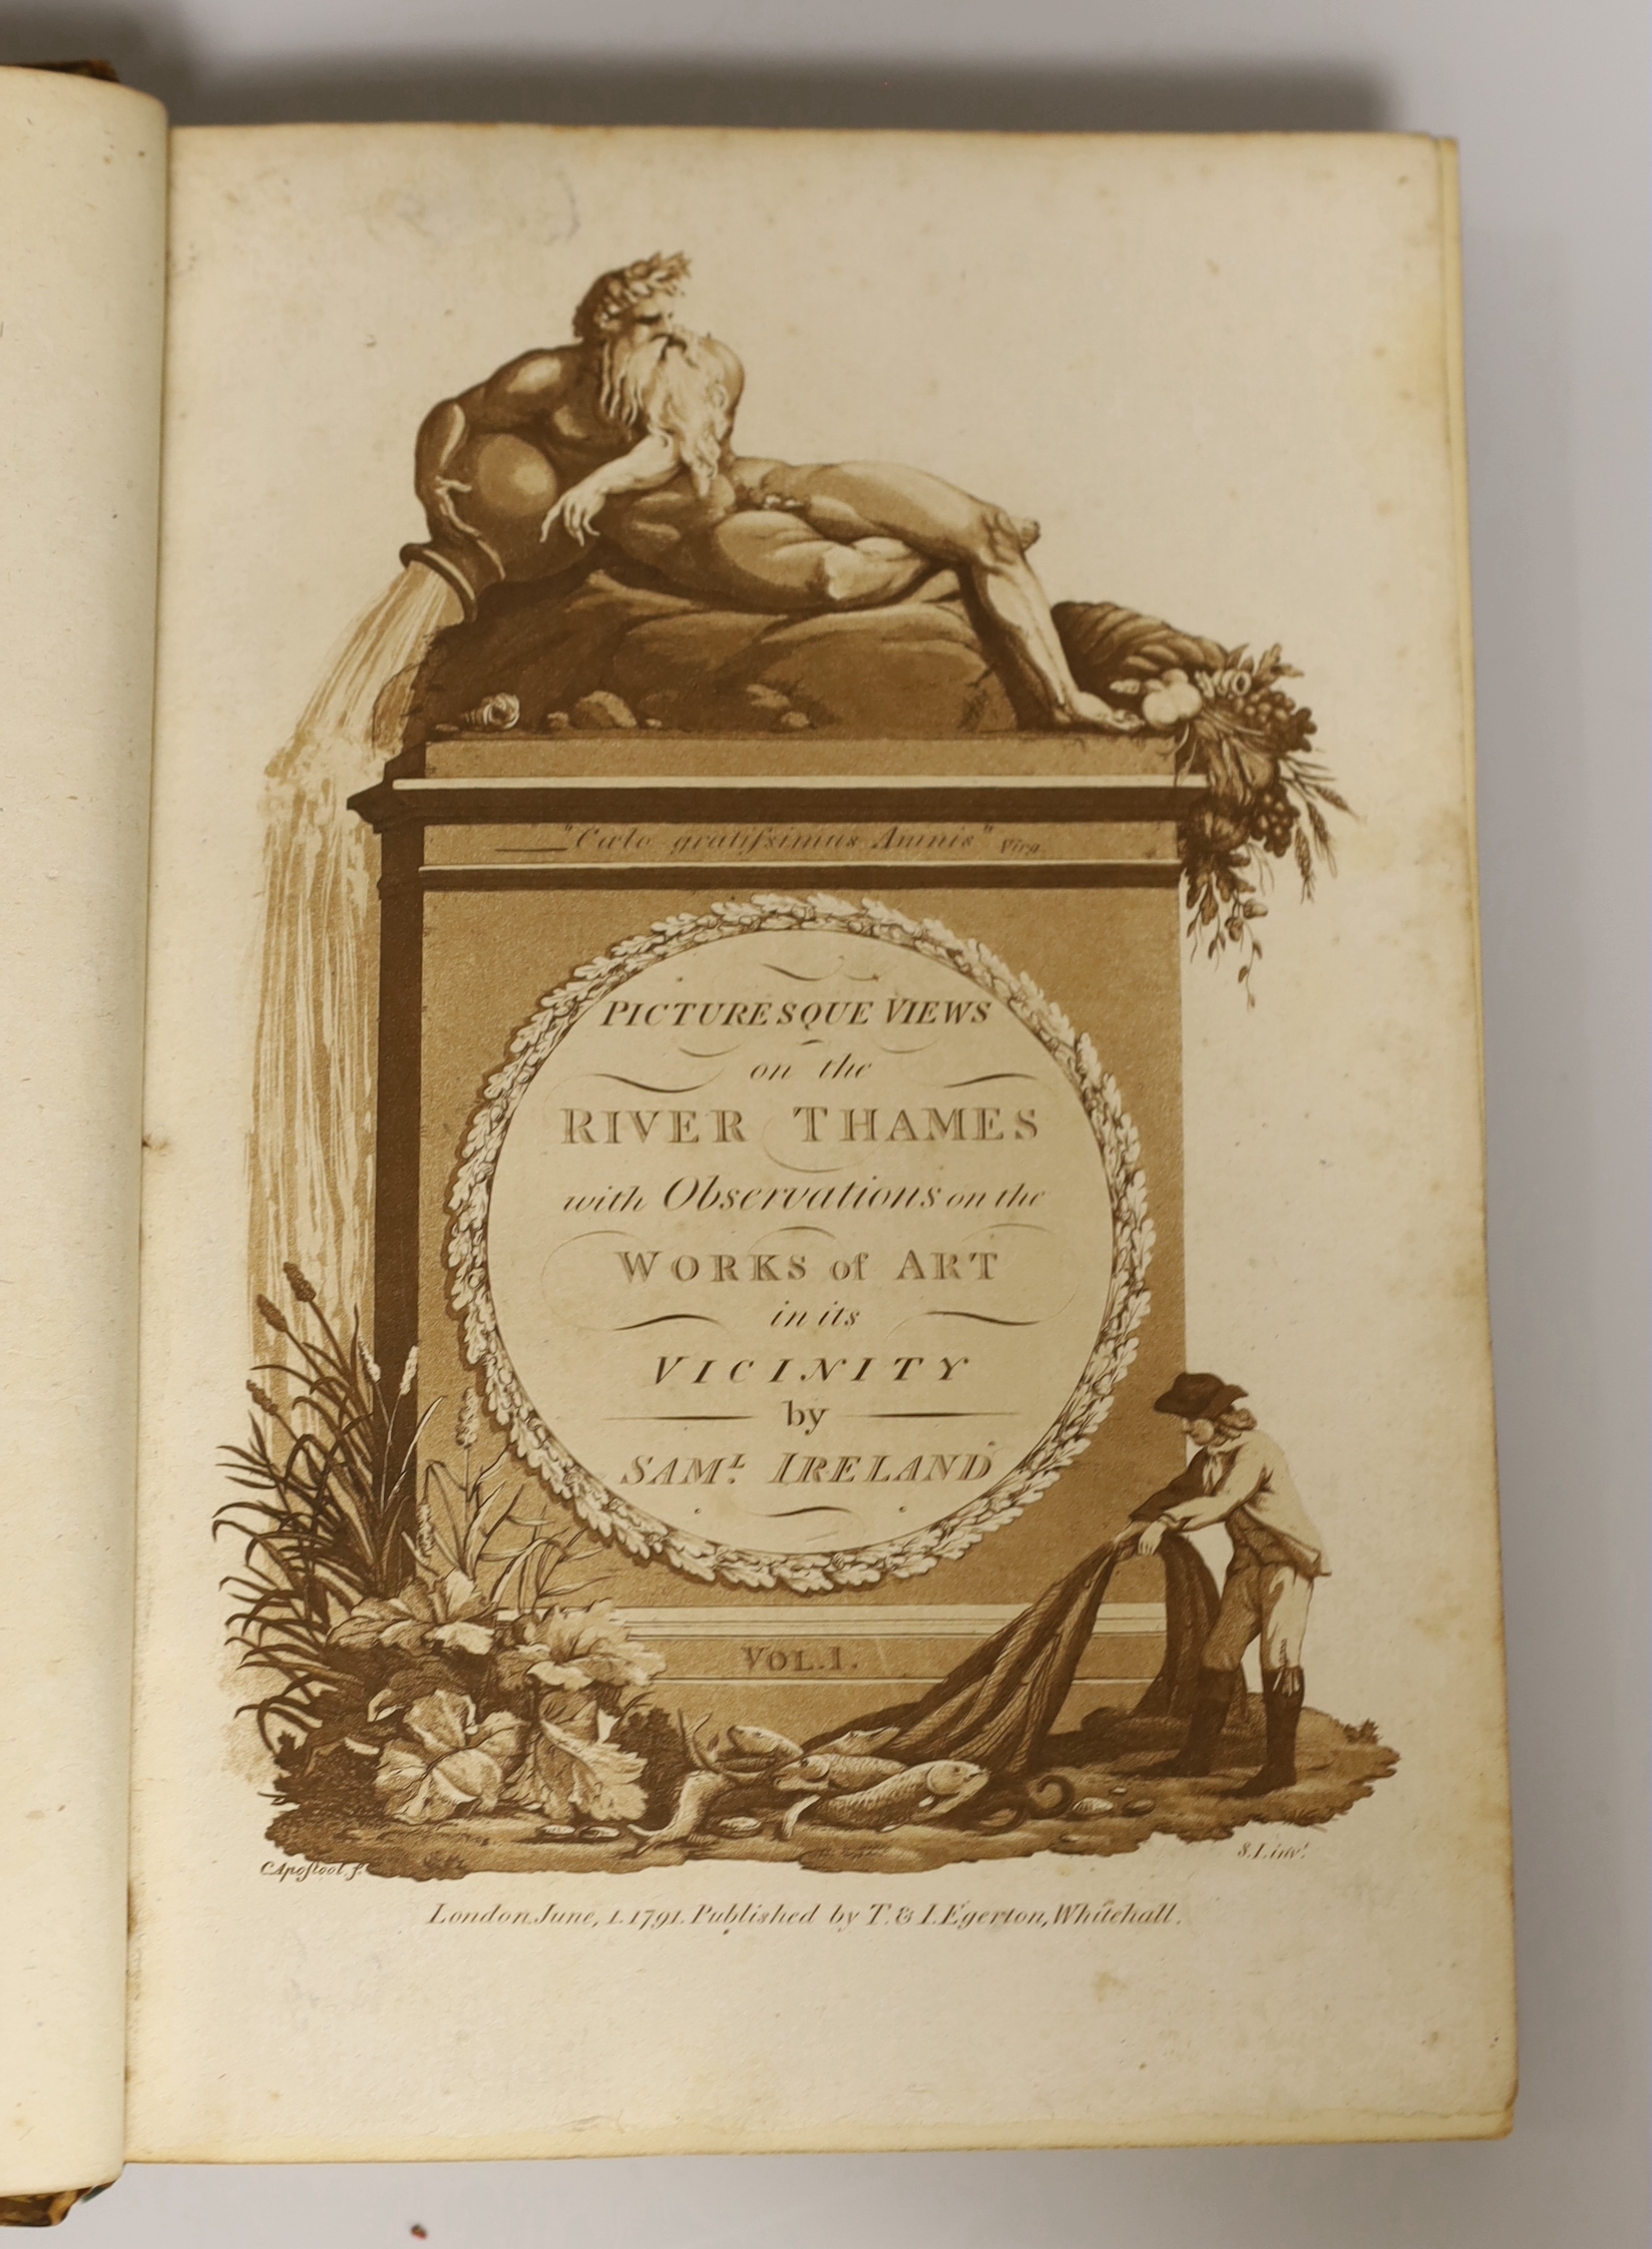 "Cœlo gratiſsimus Amnis" Virg.
PICTURESQUE VIEWS
on the
RIVER THAMES
with Observations on the
WORKS of ART
in its
VICINITY
by
SAM.L IRELAND
VOL. I.
C Apoſtool, f.
S. I. inv.t
London June, 1. 1791. Published by T. & I. Egerton, Whitehall.